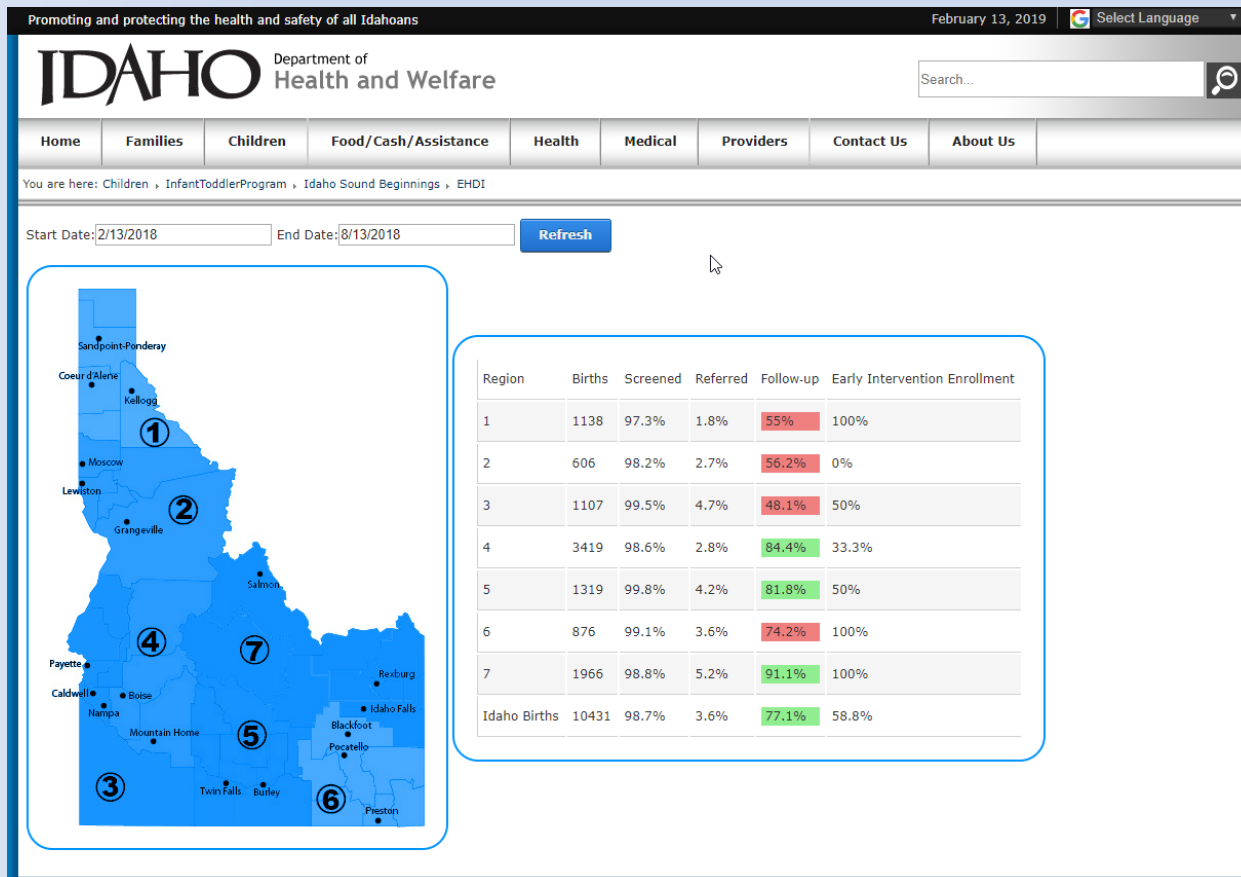 Promoting and protecting the health and safety of all Idahoans February 13, 2019 Select Language
IDAHO Department of Health and Welfare
Search...
Home Families Children Food/Cash/Assistance Health Medical Providers Contact Us About Us
You are here: Children › InfantToddlerProgram › Idaho Sound Beginnings › EHDI
Start Date: 2/13/2018 End Date: 8/13/2018 Refresh
Sandpoint-Ponderay
Coeur d'Alene
Kellogg
1
Moscow
Lewiston
2
Grangeville
Salmon
4
7
Payette
Rexburg
Caldwell
Boise
Nampa
Idaho Falls
Blackfoot
Mountain Home
5
Pocatello
3
Twin Falls
Burley
6
Preston
Region Births Screened Referred Follow-up Early Intervention Enrollment
1 1138 97.3% 1.8% 55% 100%
2 606 98.2% 2.7% 56.2% 0%
3 1107 99.5% 4.7% 48.1% 50%
4 3419 98.6% 2.8% 84.4% 33.3%
5 1319 99.8% 4.2% 81.8% 50%
6 876 99.1% 3.6% 74.2% 100%
7 1966 98.8% 5.2% 91.1% 100%
Idaho Births 10431 98.7% 3.6% 77.1% 58.8%